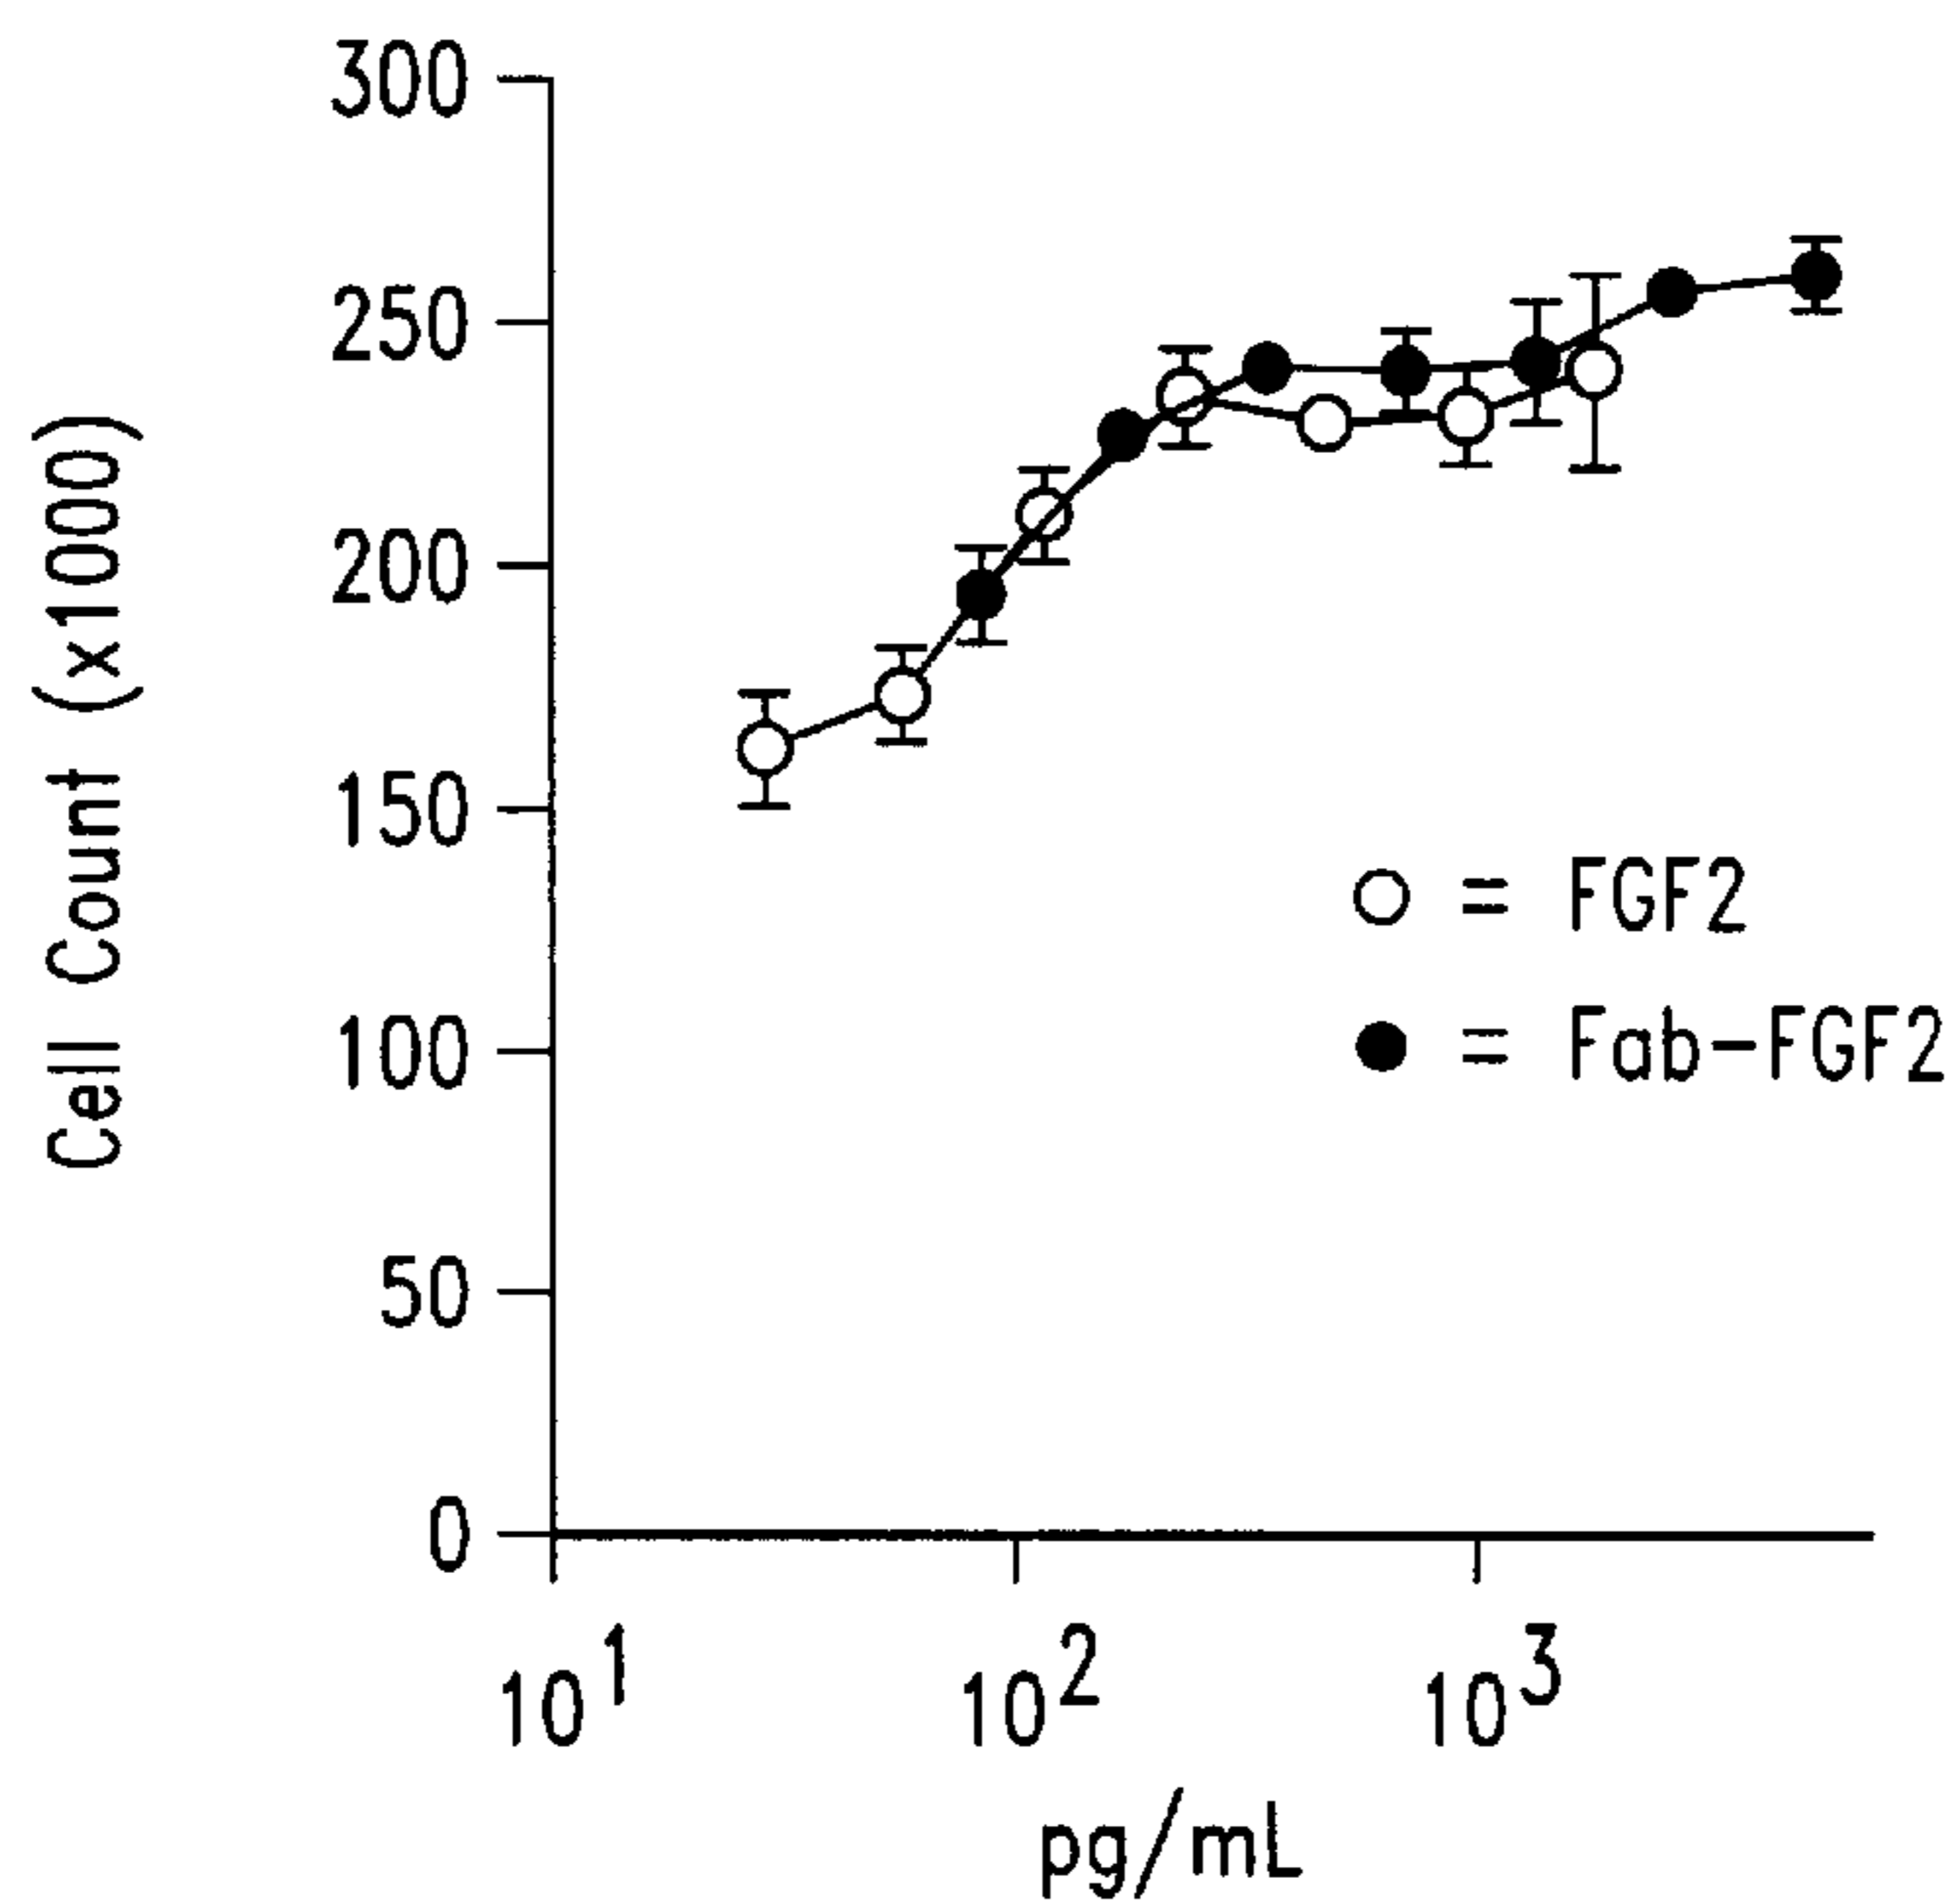 Cell Count (x1000)
300
250
200
150
100
50
0
○ = FGF2
● = Fab-FGF2
10¹ 10² 10³
pg/mL